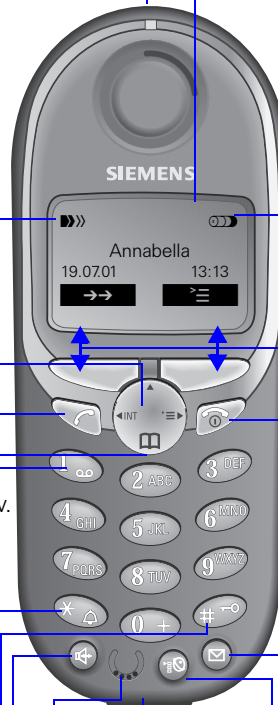 SIEMENS
Annabella
19.07.01 13:13
INT
1
2 ABC
3 DEF
4 GHI
5 JKL
6 MNO
v.
7 PQRS
8 TUV
9 WXYZ
*
0 +
#